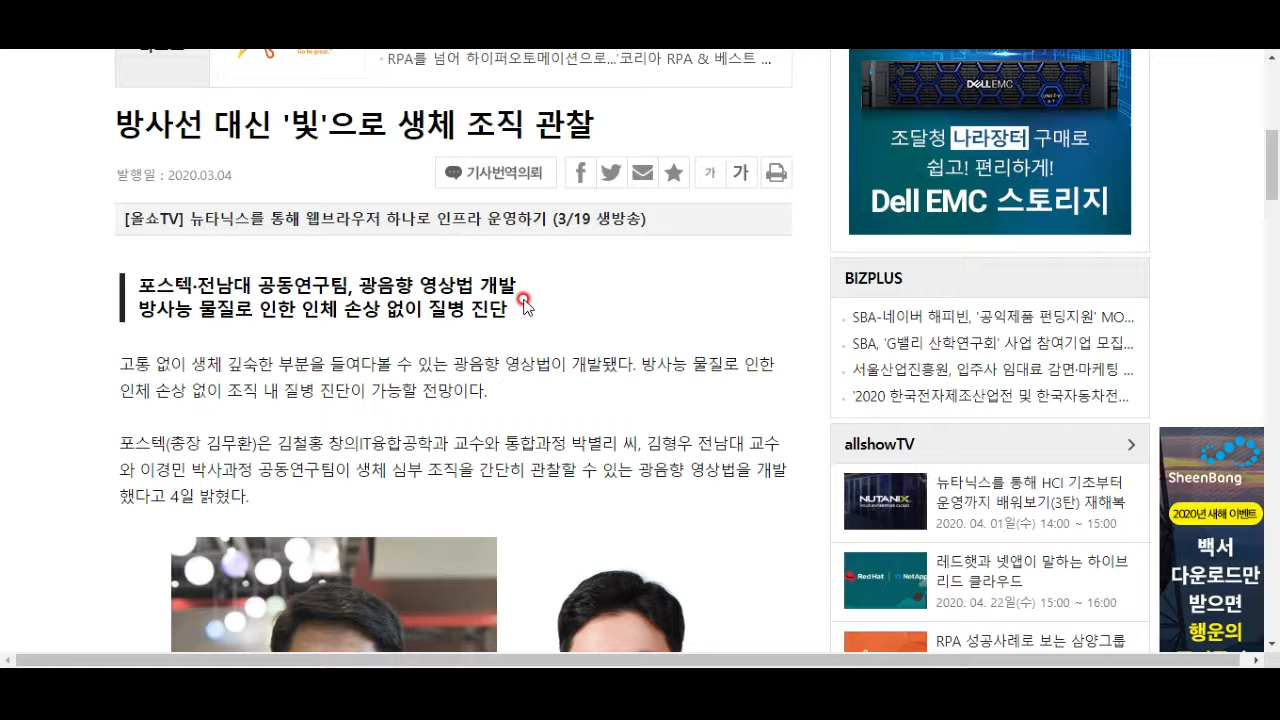 Go be great.
· RPA를 넘어 하이퍼오토메이션으로...'코리아 RPA & 베스트 ...
방사선 대신 '빛'으로 생체 조직 관찰
발행일 : 2020.03.04
기사번역의뢰
가
가
[올쇼TV] 뉴타닉스를 통해 웹브라우저 하나로 인프라 운영하기 (3/19 생방송)
포스텍·전남대 공동연구팀, 광음향 영상법 개발
방사능 물질로 인한 인체 손상 없이 질병 진단
고통 없이 생체 깊숙한 부분을 들여다볼 수 있는 광음향 영상법이 개발됐다. 방사능 물질로 인한
인체 손상 없이 조직 내 질병 진단이 가능할 전망이다.
포스텍(총장 김무환)은 김철홍 창의IT융합공학과 교수와 통합과정 박별리 씨, 김형우 전남대 교수
와 이경민 박사과정 공동연구팀이 생체 심부 조직을 간단히 관찰할 수 있는 광음향 영상법을 개발
했다고 4일 밝혔다.
DELL EMC
조달청 나라장터 구매로
쉽고! 편리하게!
Dell EMC 스토리지
BIZPLUS
SBA-네이버 해피빈, '공익제품 펀딩지원' MO...
SBA, 'G밸리 산학연구회' 사업 참여기업 모집...
서울산업진흥원, 입주사 임대료 감면·마케팅 ...
'2020 한국전자제조산업전 및 한국자동차전...
allshowTV
NUTANIX
뉴타닉스를 통해 HCI 기초부터
운영까지 배워보기(3탄) 재해복
2020. 04. 01일(수) 14:00 ~ 15:00
Red Hat
NetApp
레드햇과 넷앱이 말하는 하이브
리드 클라우드
2020. 04. 22일(수) 15:00 ~ 16:00
RPA 성공사례로 보는 삼양그룹
SheenBang
2020년 새해 이벤트
백서
다운로드만
받으면
행운의